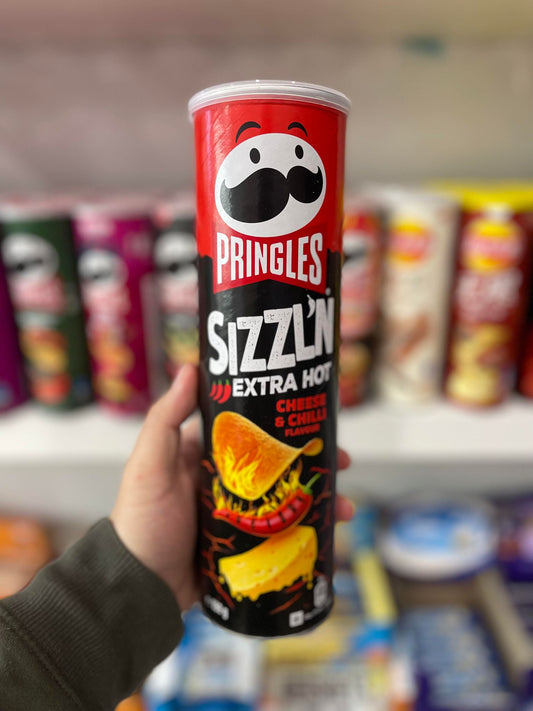 PRINGLES
SIZZL'N
EXTRA HOT
CHEESE
& CHILLI
FLAVOUR